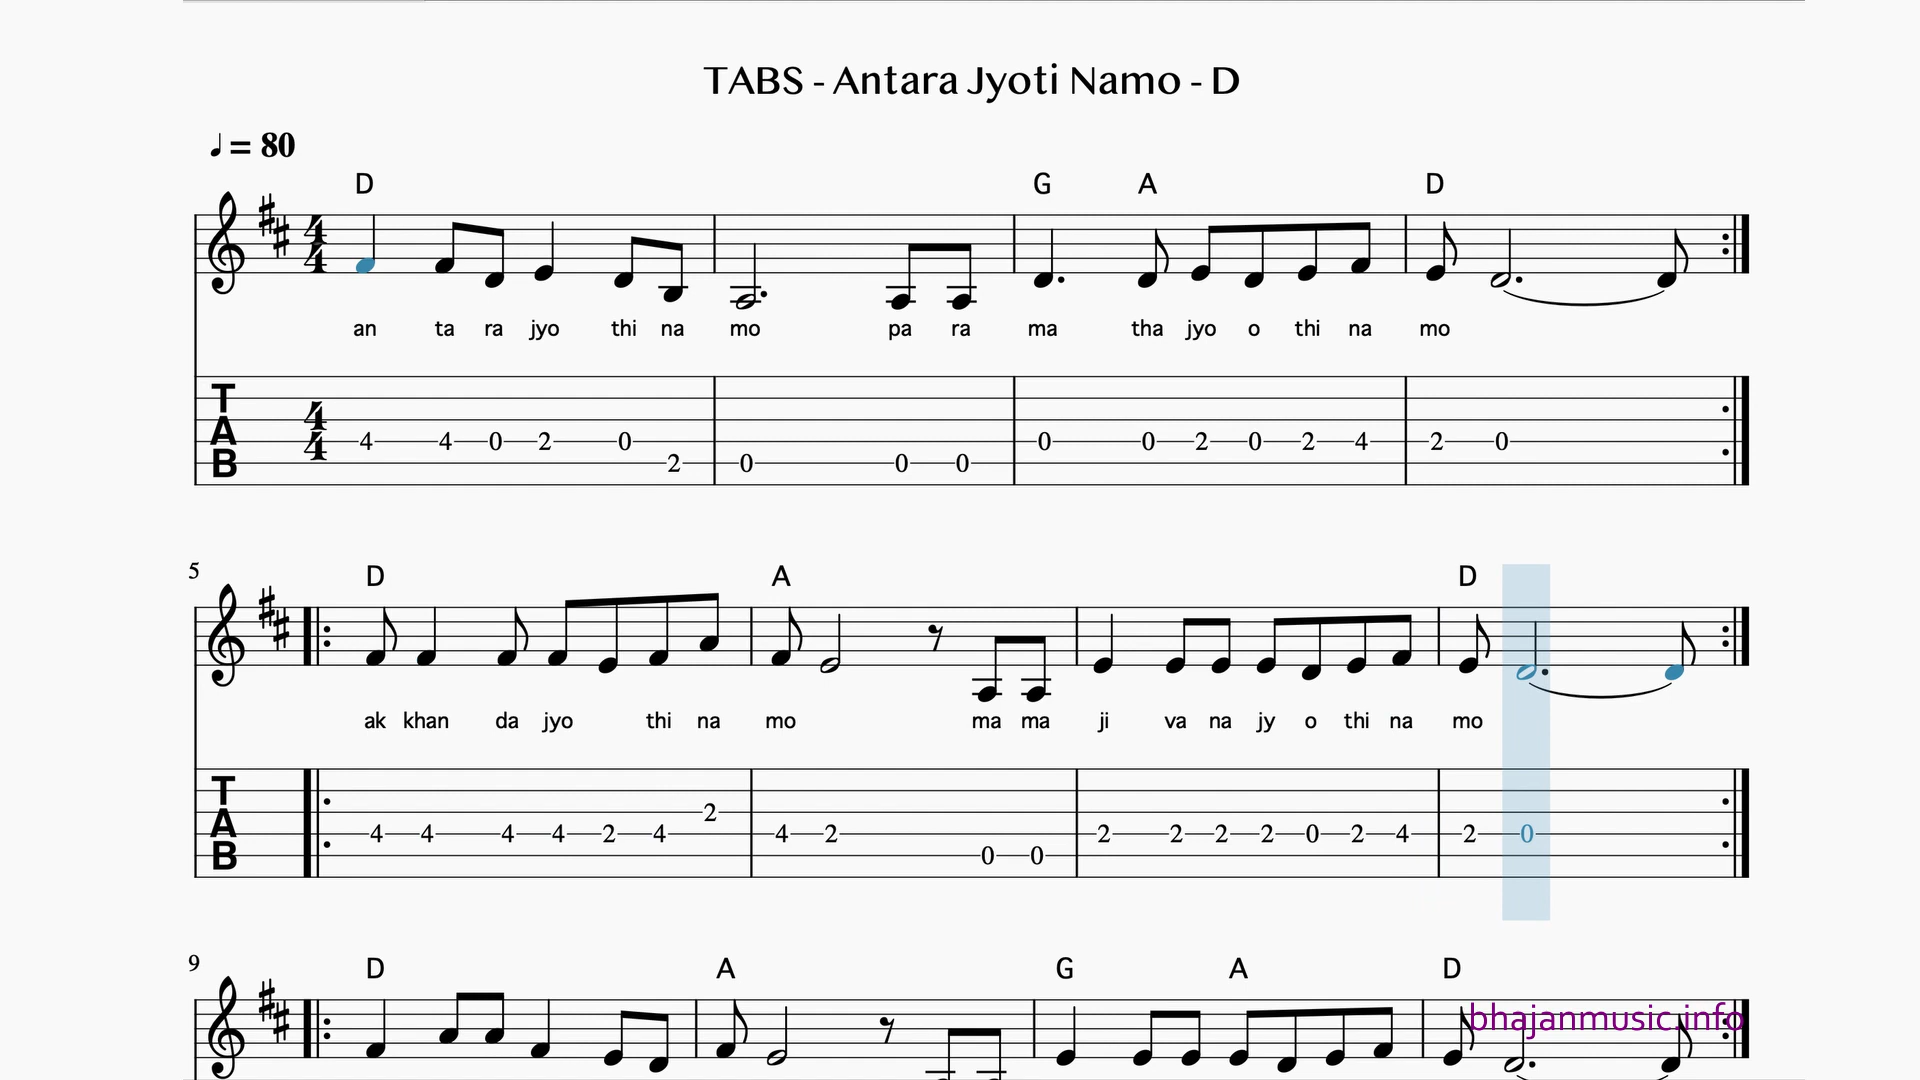 TABS - Antara Jyoti Namo - D
♩ = 80
D G A D
4 4
an ta ra jyo thi na mo pa ra ma tha jyo o thi na mo
T A B 4 4
4 4 0 2 0 2 0 0 0 0 0 2 0 2 4 2 0
5
D A D
ak khan da jyo thi na mo ma ma ji va na jy o thi na mo
T A B
4 4 4 4 2 4 2 4 2 0 0 2 2 2 2 0 2 4 2 0
9
D A G A D
bhajanmusic.info